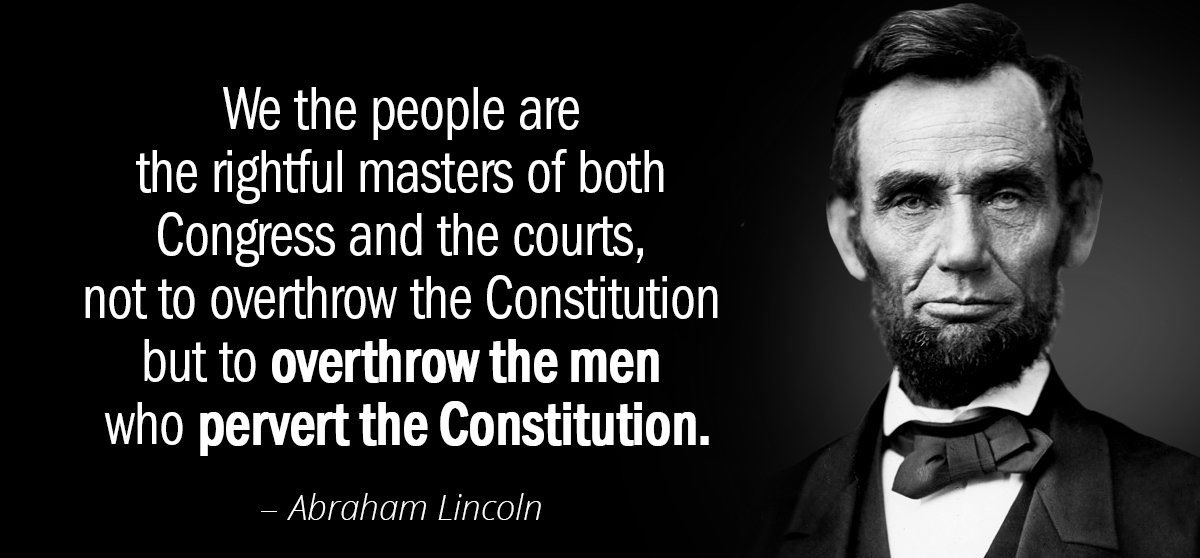 We the people are
the rightful masters of both
Congress and the courts,
not to overthrow the Constitution
but to overthrow the men
who pervert the Constitution.
– Abraham Lincoln